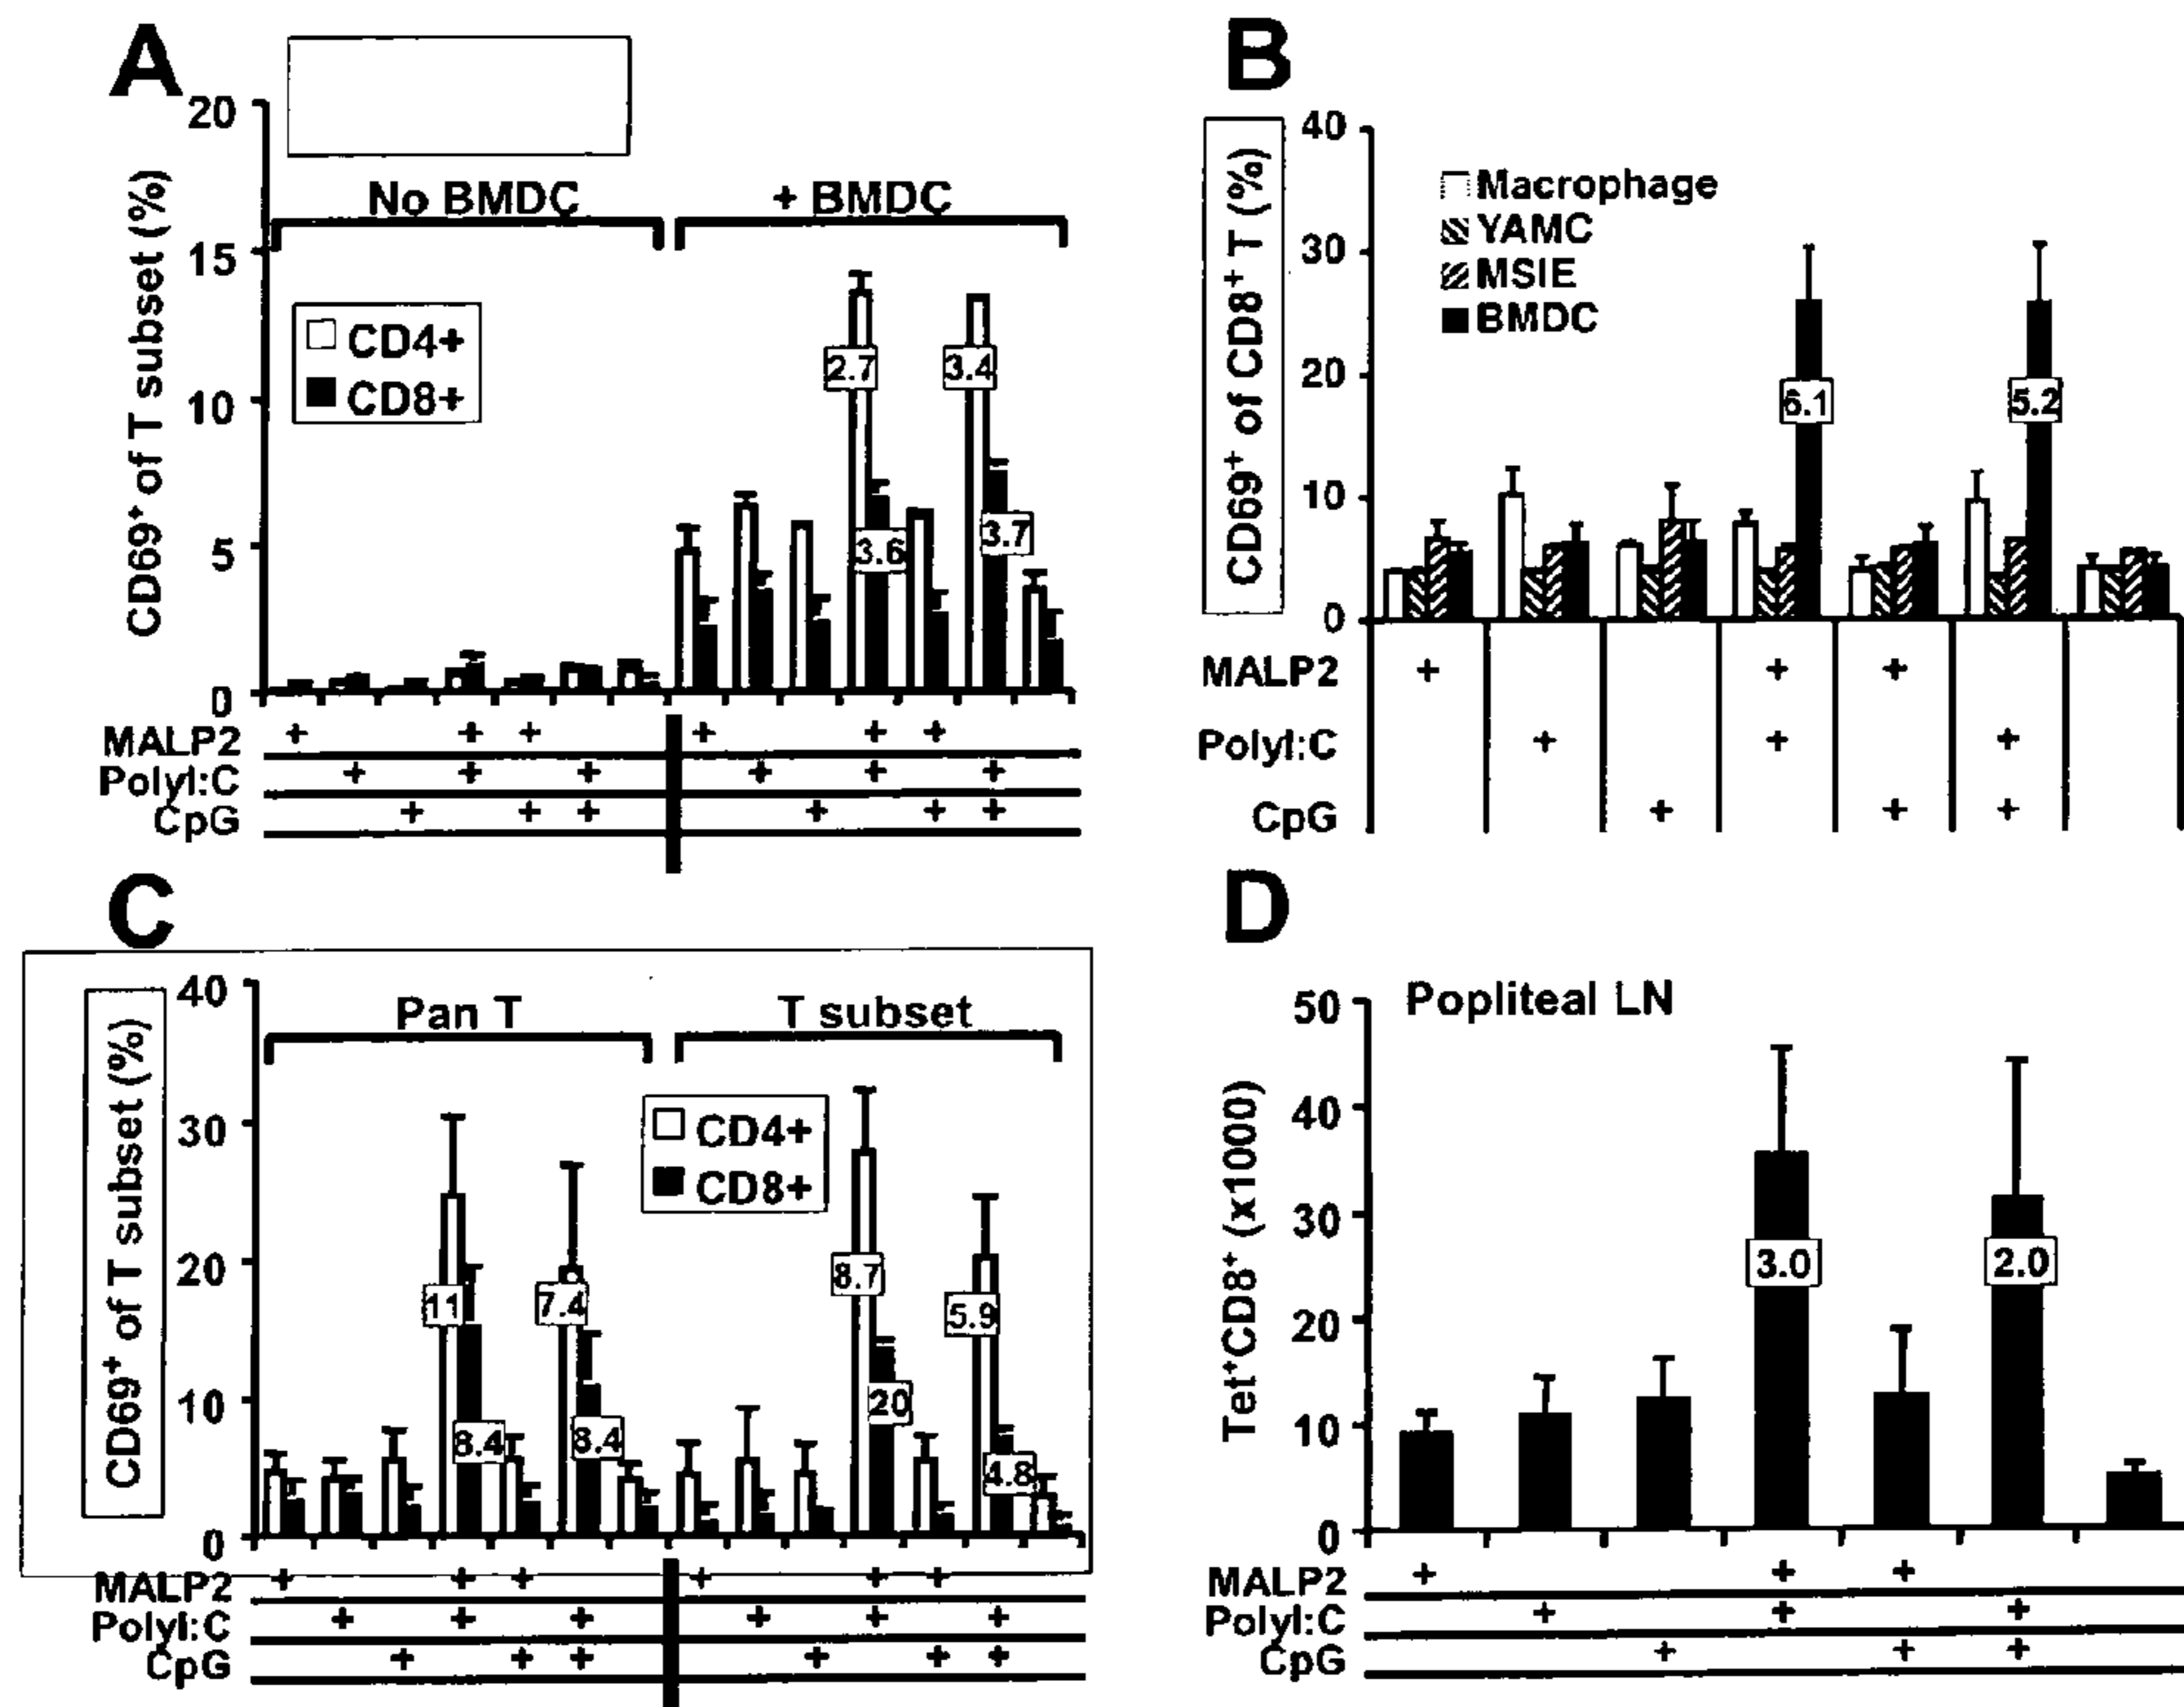 A
20
15
10
5
0
CD69+ of T subset (%)
No BMDC
+ BMDC
CD4+
CD8+
2.7
3.6
3.4
3.7
MALP2 + + + + + +
PolyI:C + + + + + +
CpG + + + + + +
B
40
30
20
10
0
CD69+ of CD8+ T (%)
Macrophage
YAMC
MSIE
BMDC
6.1
5.2
MALP2 + + +
PolyI:C + + +
CpG + + +
C
40
30
20
10
0
CD69+ of T subset (%)
Pan T
T subset
CD4+
CD8+
11
8.4
7.4
8.4
8.7
20
5.9
4.8
MALP2 + + + + + +
PolyI:C + + + + + +
CpG + + + + + +
D
50
40
30
20
10
0
Tet+CD8+ (x1000)
Popliteal LN
3.0
2.0
MALP2 + + +
PolyI:C + + +
CpG + + +